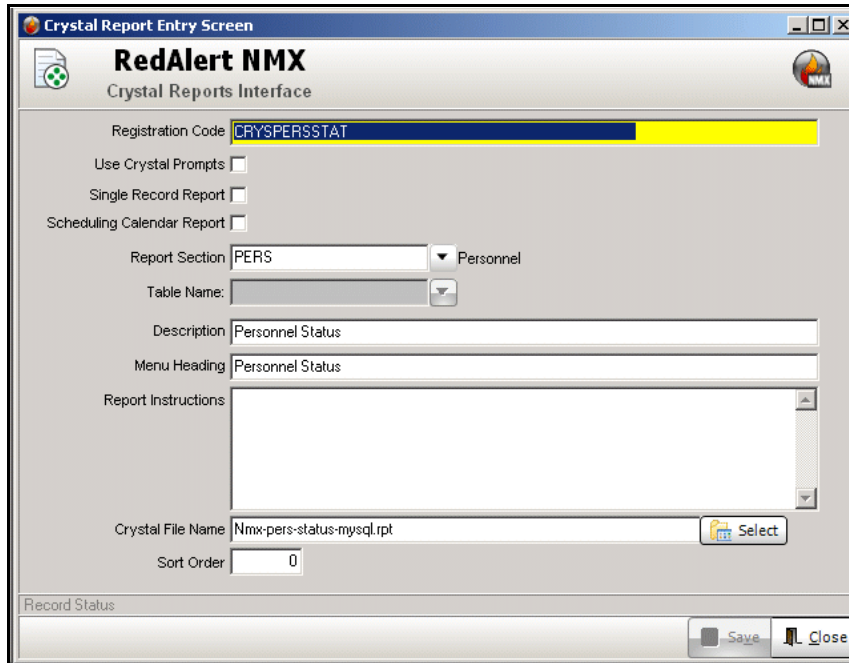 Crystal Report Entry Screen
RedAlert NMX
NMX
Crystal Reports Interface
Registration Code CRYSPERSSTAT
Use Crystal Prompts
Single Record Report
Scheduling Calendar Report
Report Section PERS Personnel
Table Name:
Description Personnel Status
Menu Heading Personnel Status
Report Instructions
Crystal File Name Nmx-pers-status-mysql.rpt Select
Sort Order 0
Record Status
Save Close